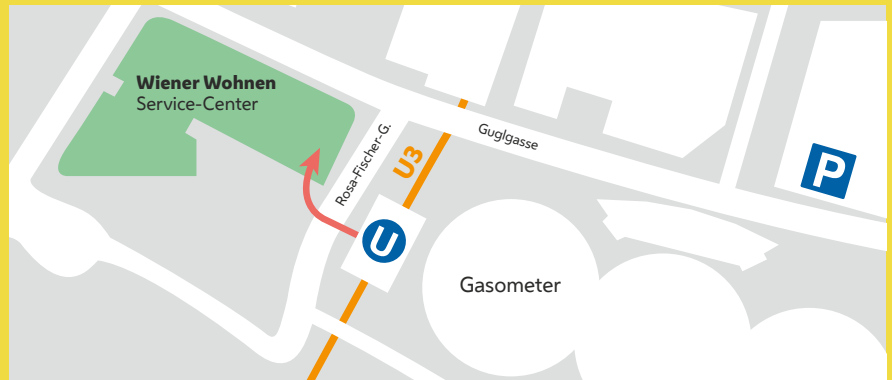 Wiener Wohnen
Service-Center
Rosa-Fischer-G.
U3
Guglgasse
P
U
Gasometer